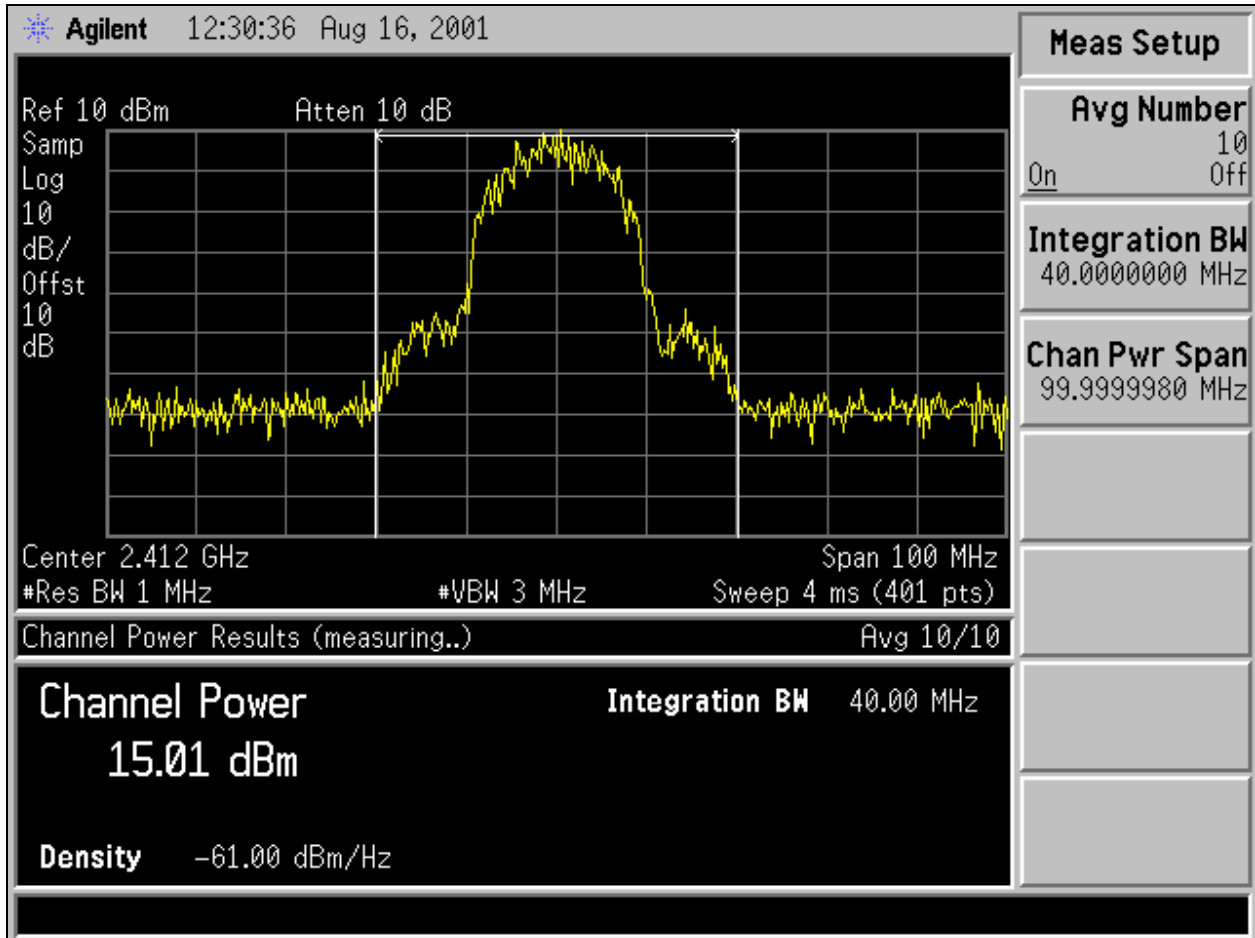 Agilent 12:30:36 Aug 16, 2001
Ref 10 dBm Atten 10 dB
Samp
Log
10
dB/
Offst
10
dB
Center 2.412 GHz Span 100 MHz
#Res BW 1 MHz #VBW 3 MHz Sweep 4 ms (401 pts)
Channel Power Results (measuring..) Avg 10/10
Channel Power Integration BW 40.00 MHz
15.01 dBm
Density -61.00 dBm/Hz
Meas Setup
Avg Number
10
On Off
Integration BW
40.0000000 MHz
Chan Pwr Span
99.9999980 MHz